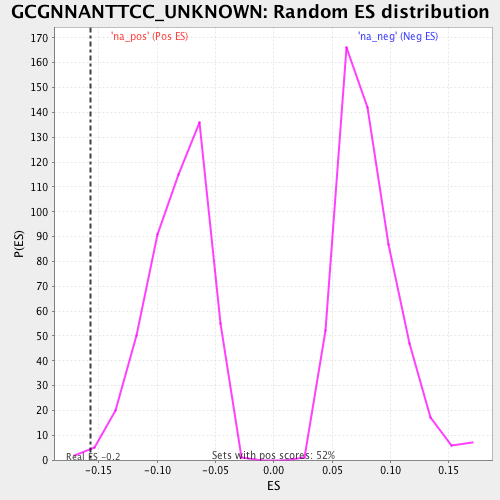 GCGNNANTTCC_UNKNOWN: Random ES distribution
'na_pos' (Pos ES)
'na_neg' (Neg ES)
170
160
150
140
130
120
110
100
90
80
70
60
50
40
30
20
10
0
P(ES)
Real ES -0.2
Sets with pos scores: 52%
-0.15 -0.10 -0.05 0.00 0.05 0.10 0.15
ES